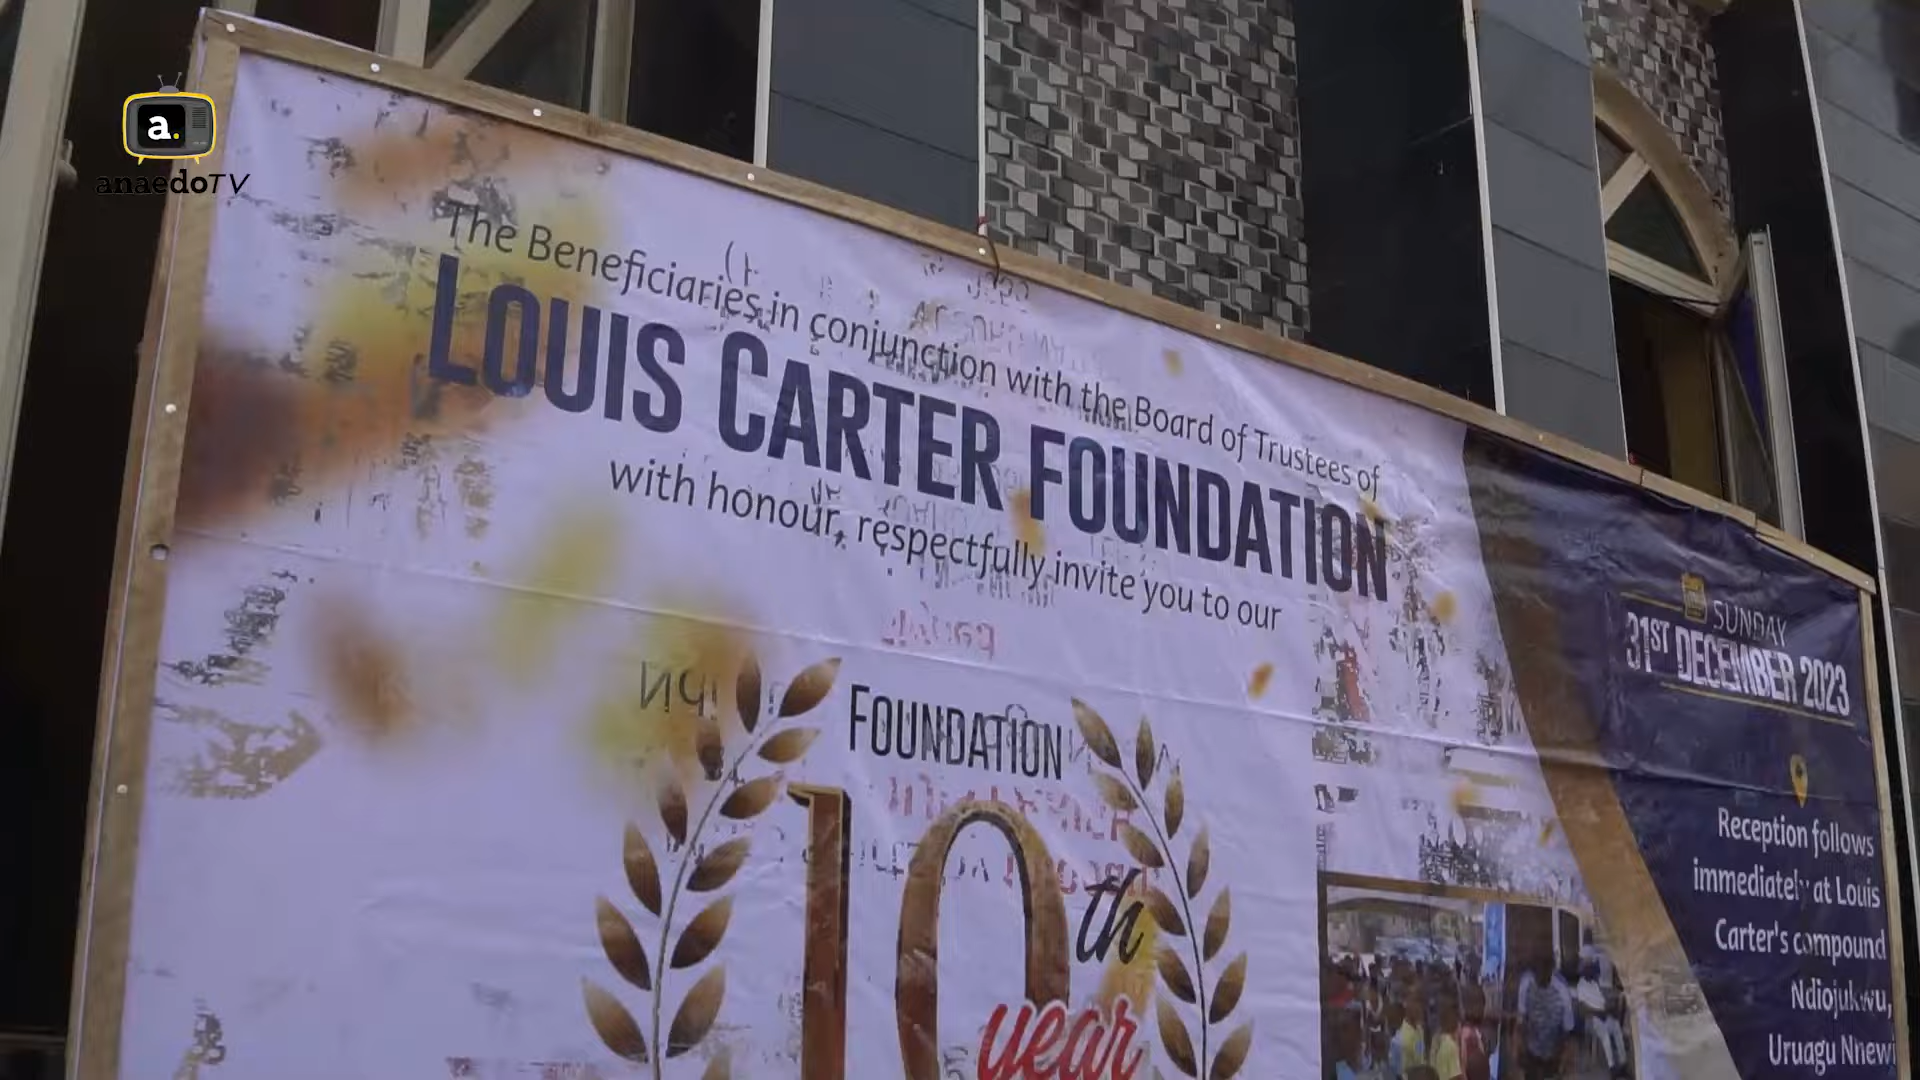 a.
anaedoTV
The Beneficiaries in conjunction with the Board of Trustees of
LOUIS CARTER FOUNDATION
with honour, respectfully invite you to our
FOUNDATION
10th
year
SUNDAY
31ST DECEMBER 2023
Reception follows
immediately at Louis
Carter's compound
Ndiojukwu,
Uruagu Nnewi